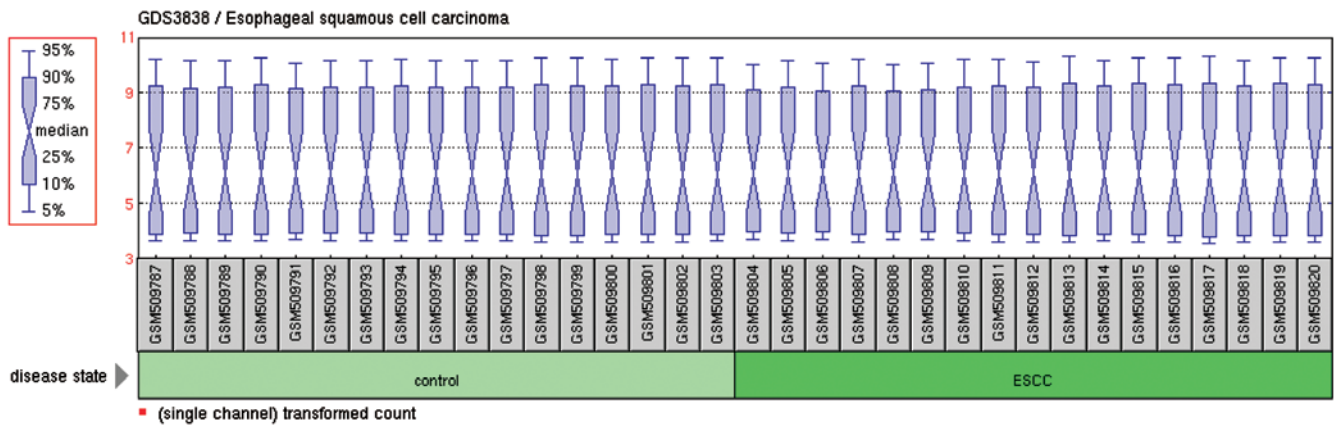 GDS3838 / Esophageal squamous cell carcinoma
95%
90%
75%
median
25%
10%
5%
11
9
7
5
3
GSM509787
GSM509788
GSM509789
GSM509790
GSM509791
GSM509792
GSM509793
GSM509794
GSM509795
GSM509796
GSM509797
GSM509798
GSM509799
GSM509800
GSM509801
GSM509802
GSM509803
GSM509804
GSM509805
GSM509806
GSM509807
GSM509808
GSM509809
GSM509810
GSM509811
GSM509812
GSM509813
GSM509814
GSM509815
GSM509816
GSM509817
GSM509818
GSM509819
GSM509820
disease state
control
ESCC
(single channel) transformed count